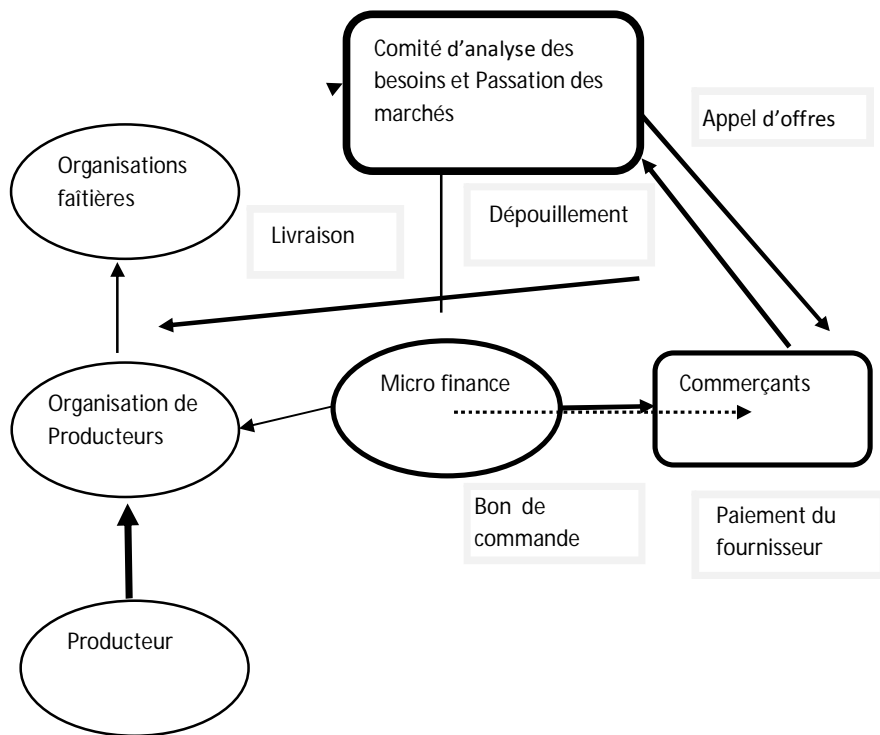 Comité d'analyse des
besoins et Passation des
marchés
Appel d'offres
Organisations
faîtières
Livraison
Dépouillement
Organisation de
Producteurs
Micro finance
Commerçants
Bon de
commande
Paiement du
fournisseur
Producteur